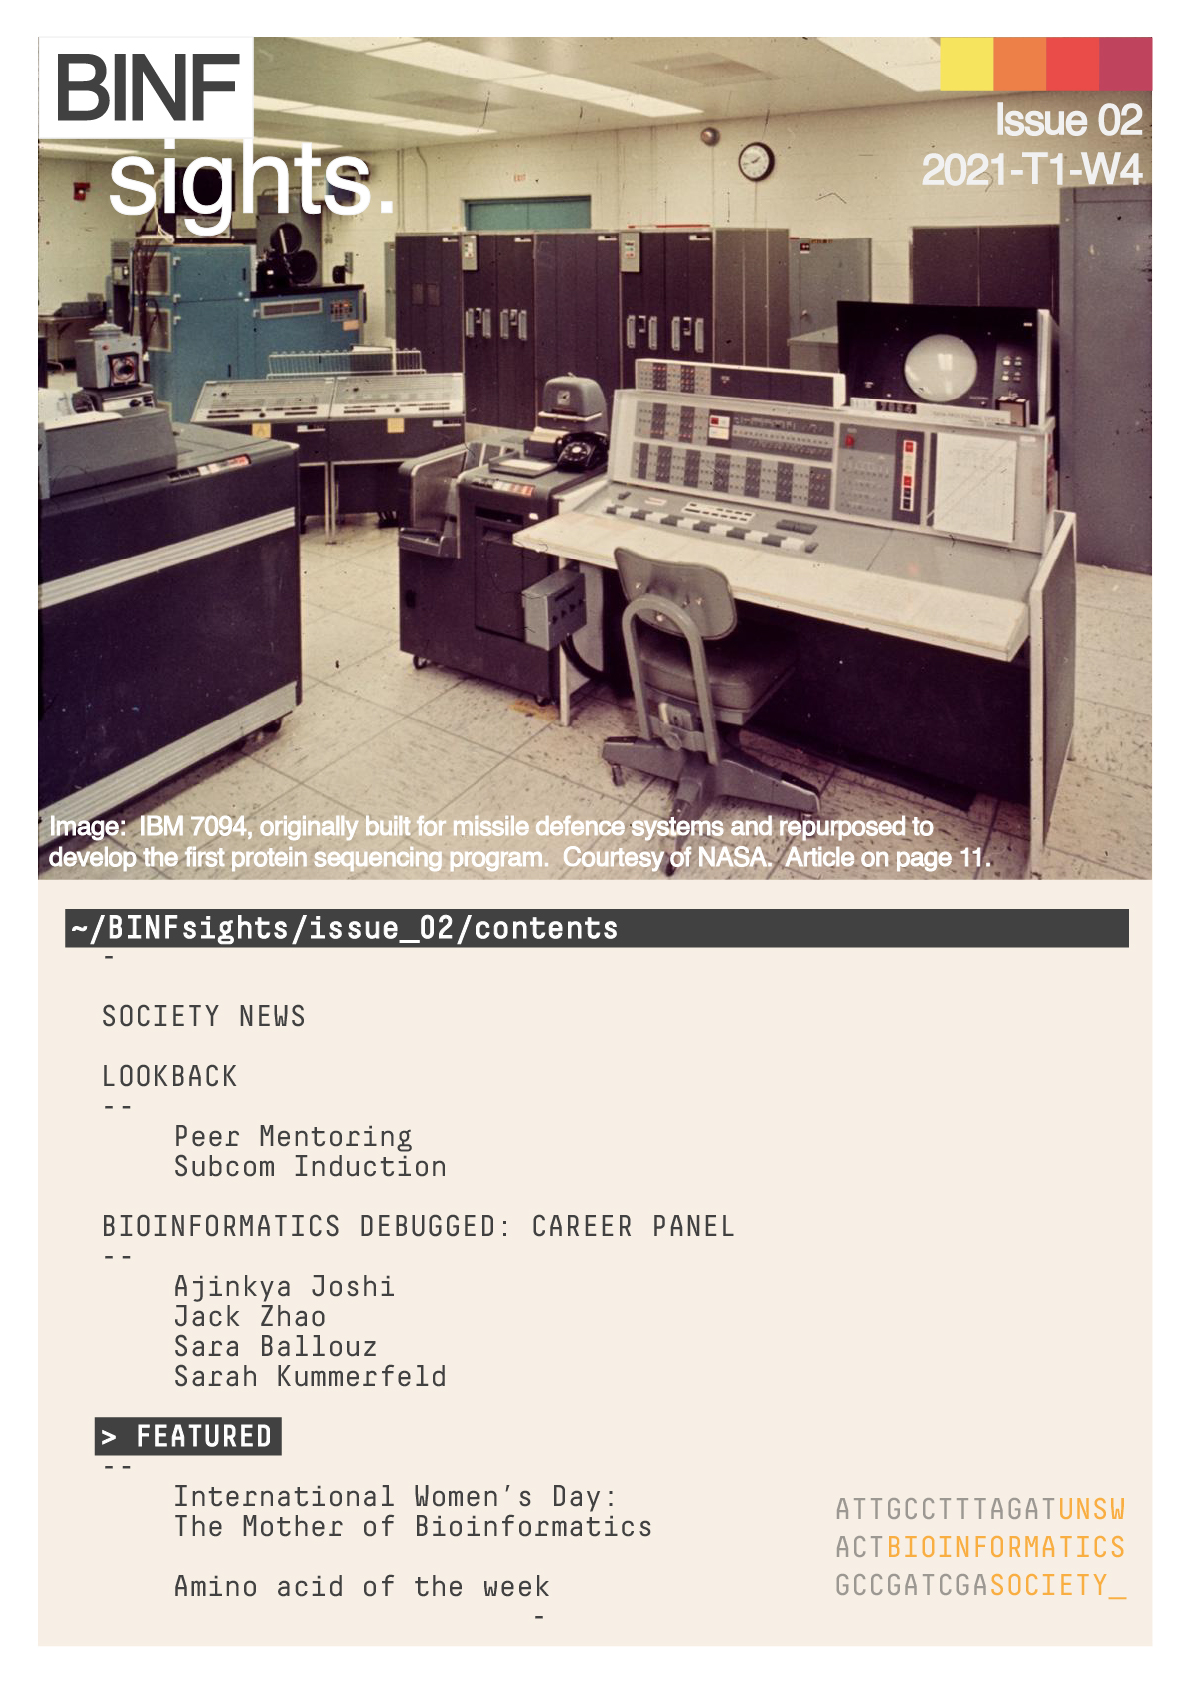 BINF
sights.
Issue 02
2021-T1-W4
EXIT
7094
Image: IBM 7094, originally built for missile defence systems and repurposed to
develop the first protein sequencing program. Courtesy of NASA. Article on page 11.
~/BINFsights/issue_02/contents
-
SOCIETY NEWS
LOOKBACK
--
Peer Mentoring
Subcom Induction
BIOINFORMATICS DEBUGGED: CAREER PANEL
--
Ajinkya Joshi
Jack Zhao
Sara Ballouz
Sarah Kummerfeld
> FEATURED
--
International Women's Day:
The Mother of Bioinformatics
Amino acid of the week
-
ATTGCCTTTAGATUNSW
ACTBIOINFORMATICS
GCCGATCGASOCIETY_